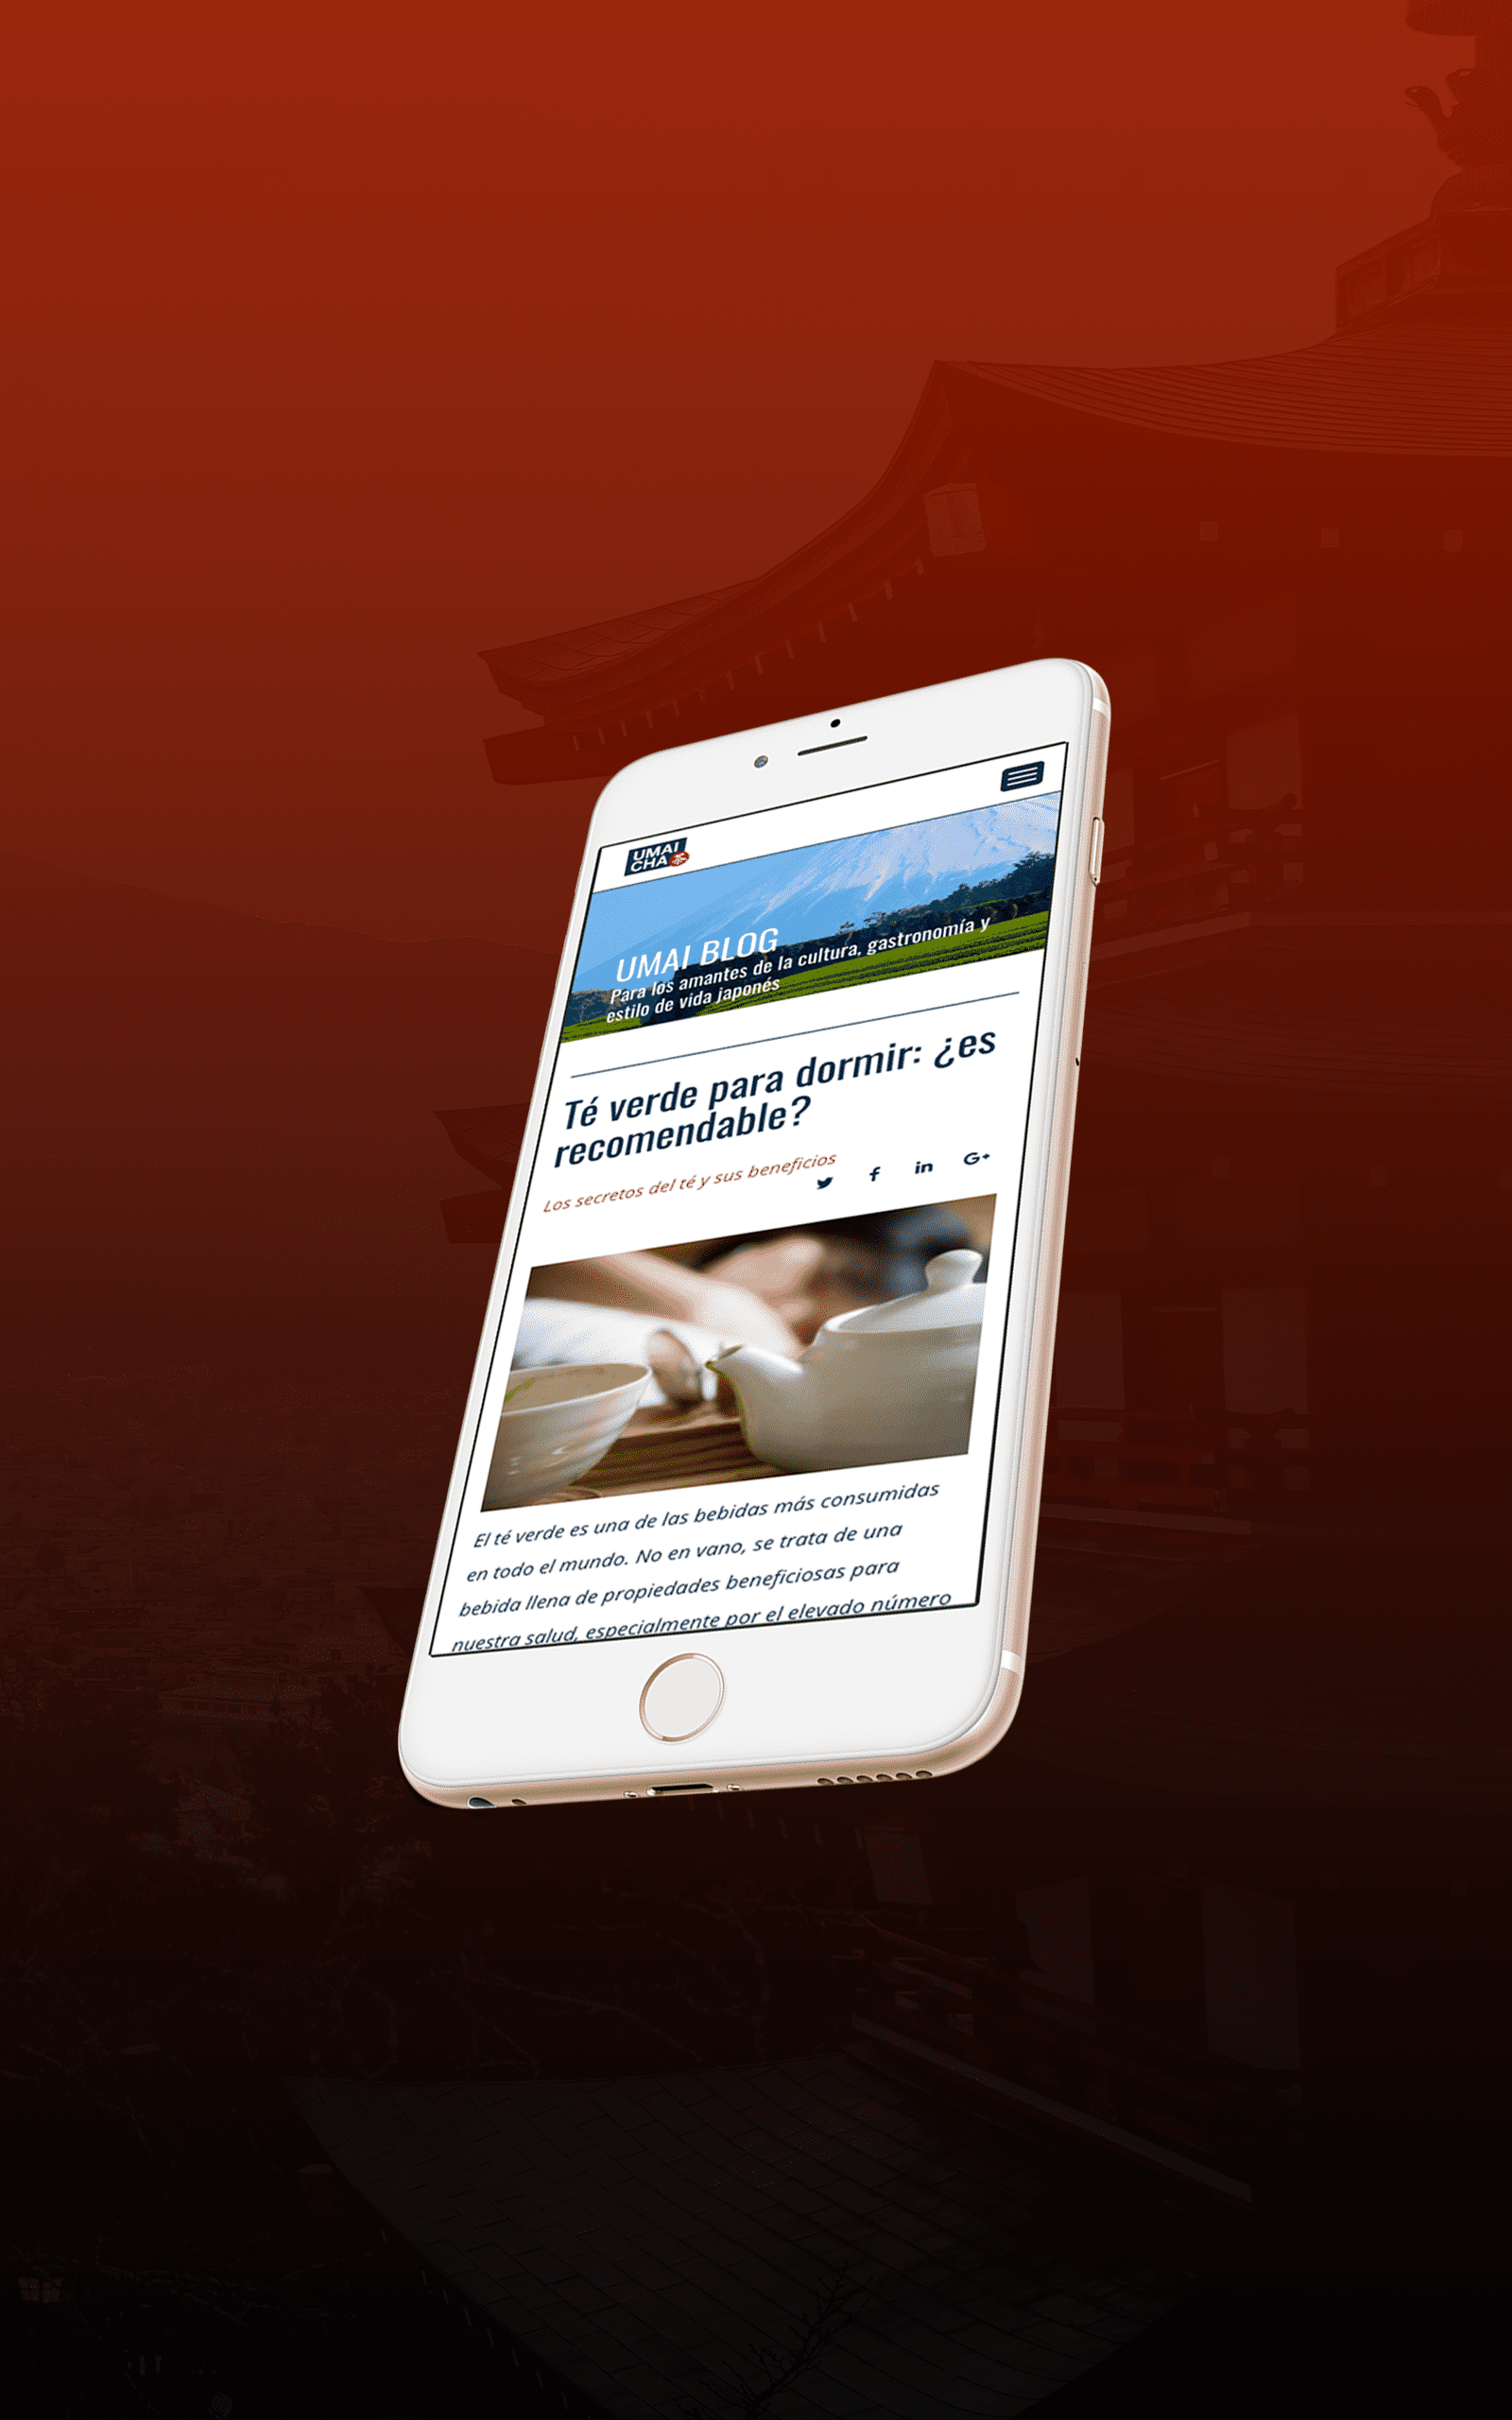 UMAI
CHA 茶
UMAI BLOG
Para los amantes de la cultura, gastronomía y
estilo de vida japonés
Té verde para dormir: ¿es
recomendable?
Los secretos del té y sus beneficios
El té verde es una de las bebidas más consumidas
en todo el mundo. No en vano, se trata de una
bebida llena de propiedades beneficiosas para
nuestra salud, especialmente por el elevado número